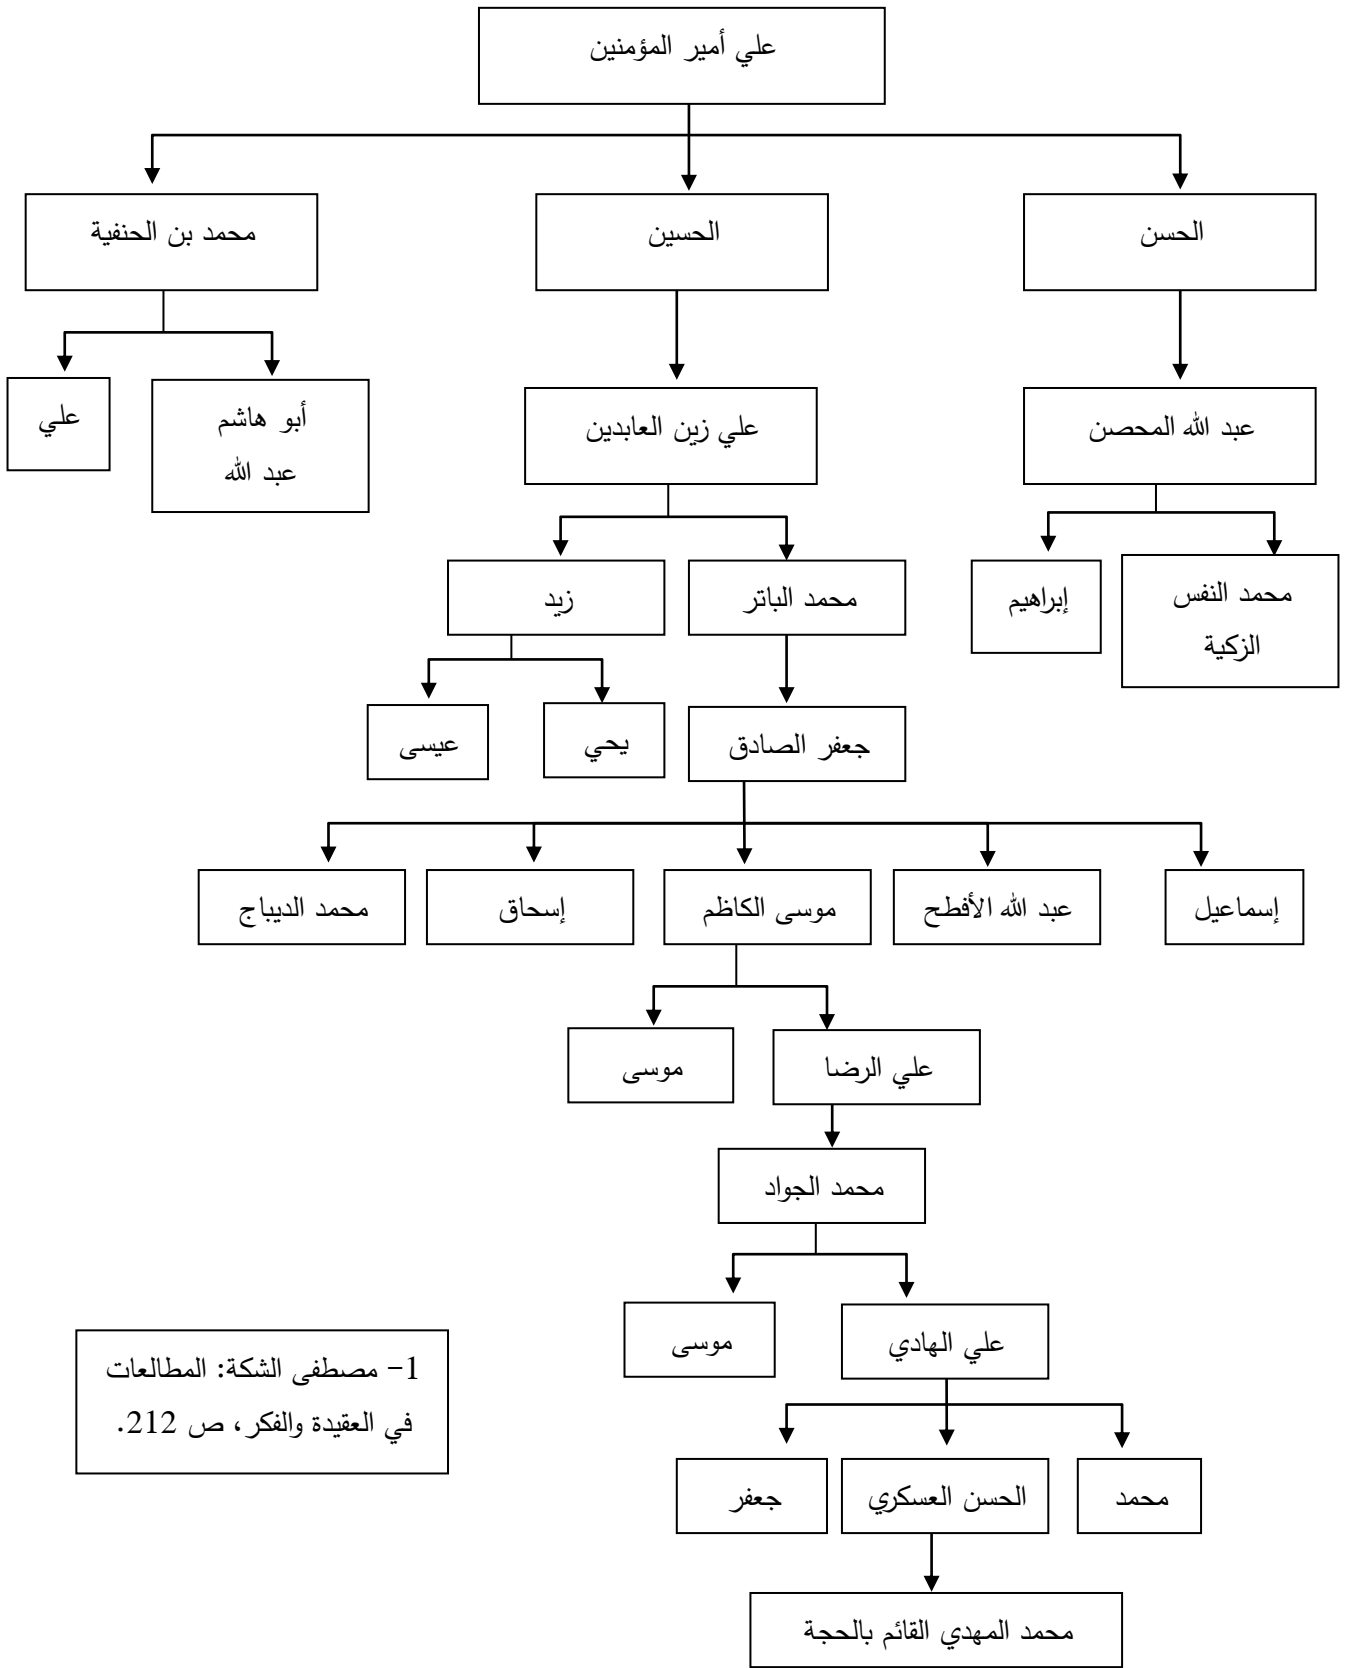 علي أمير المؤمنين
الحسن
الحسين
محمد بن الحنفية
عبد الله المحصن
علي زين العابدين
أبو هاشم
عبد الله
علي
محمد النفس
الزكية
إبراهيم
محمد الباتر
زيد
جعفر الصادق
يحي
عيسى
إسماعيل
عبد الله الأفطح
موسى الكاظم
إسحاق
محمد الديباج
علي الرضا
موسى
محمد الجواد
علي الهادي
موسى
1- مصطفى الشكة: المطالعات
في العقيدة والفكر، ص 212.
محمد
الحسن العسكري
جعفر
محمد المهدي القائم بالحجة